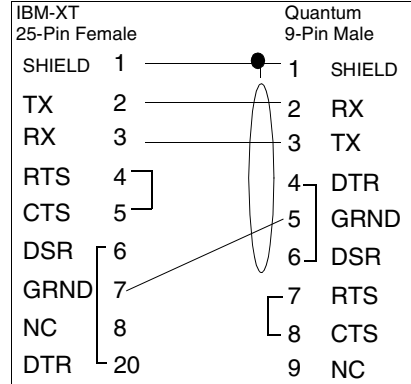 IBM-XT Quantum
25-Pin Female 9-Pin Male
SHIELD 1 1 SHIELD
TX 2 2 RX
RX 3 3 TX
RTS 4 4 DTR
CTS 5 5 GRND
DSR 6 6 DSR
GRND 7 7 RTS
NC 8 8 CTS
DTR 20 9 NC